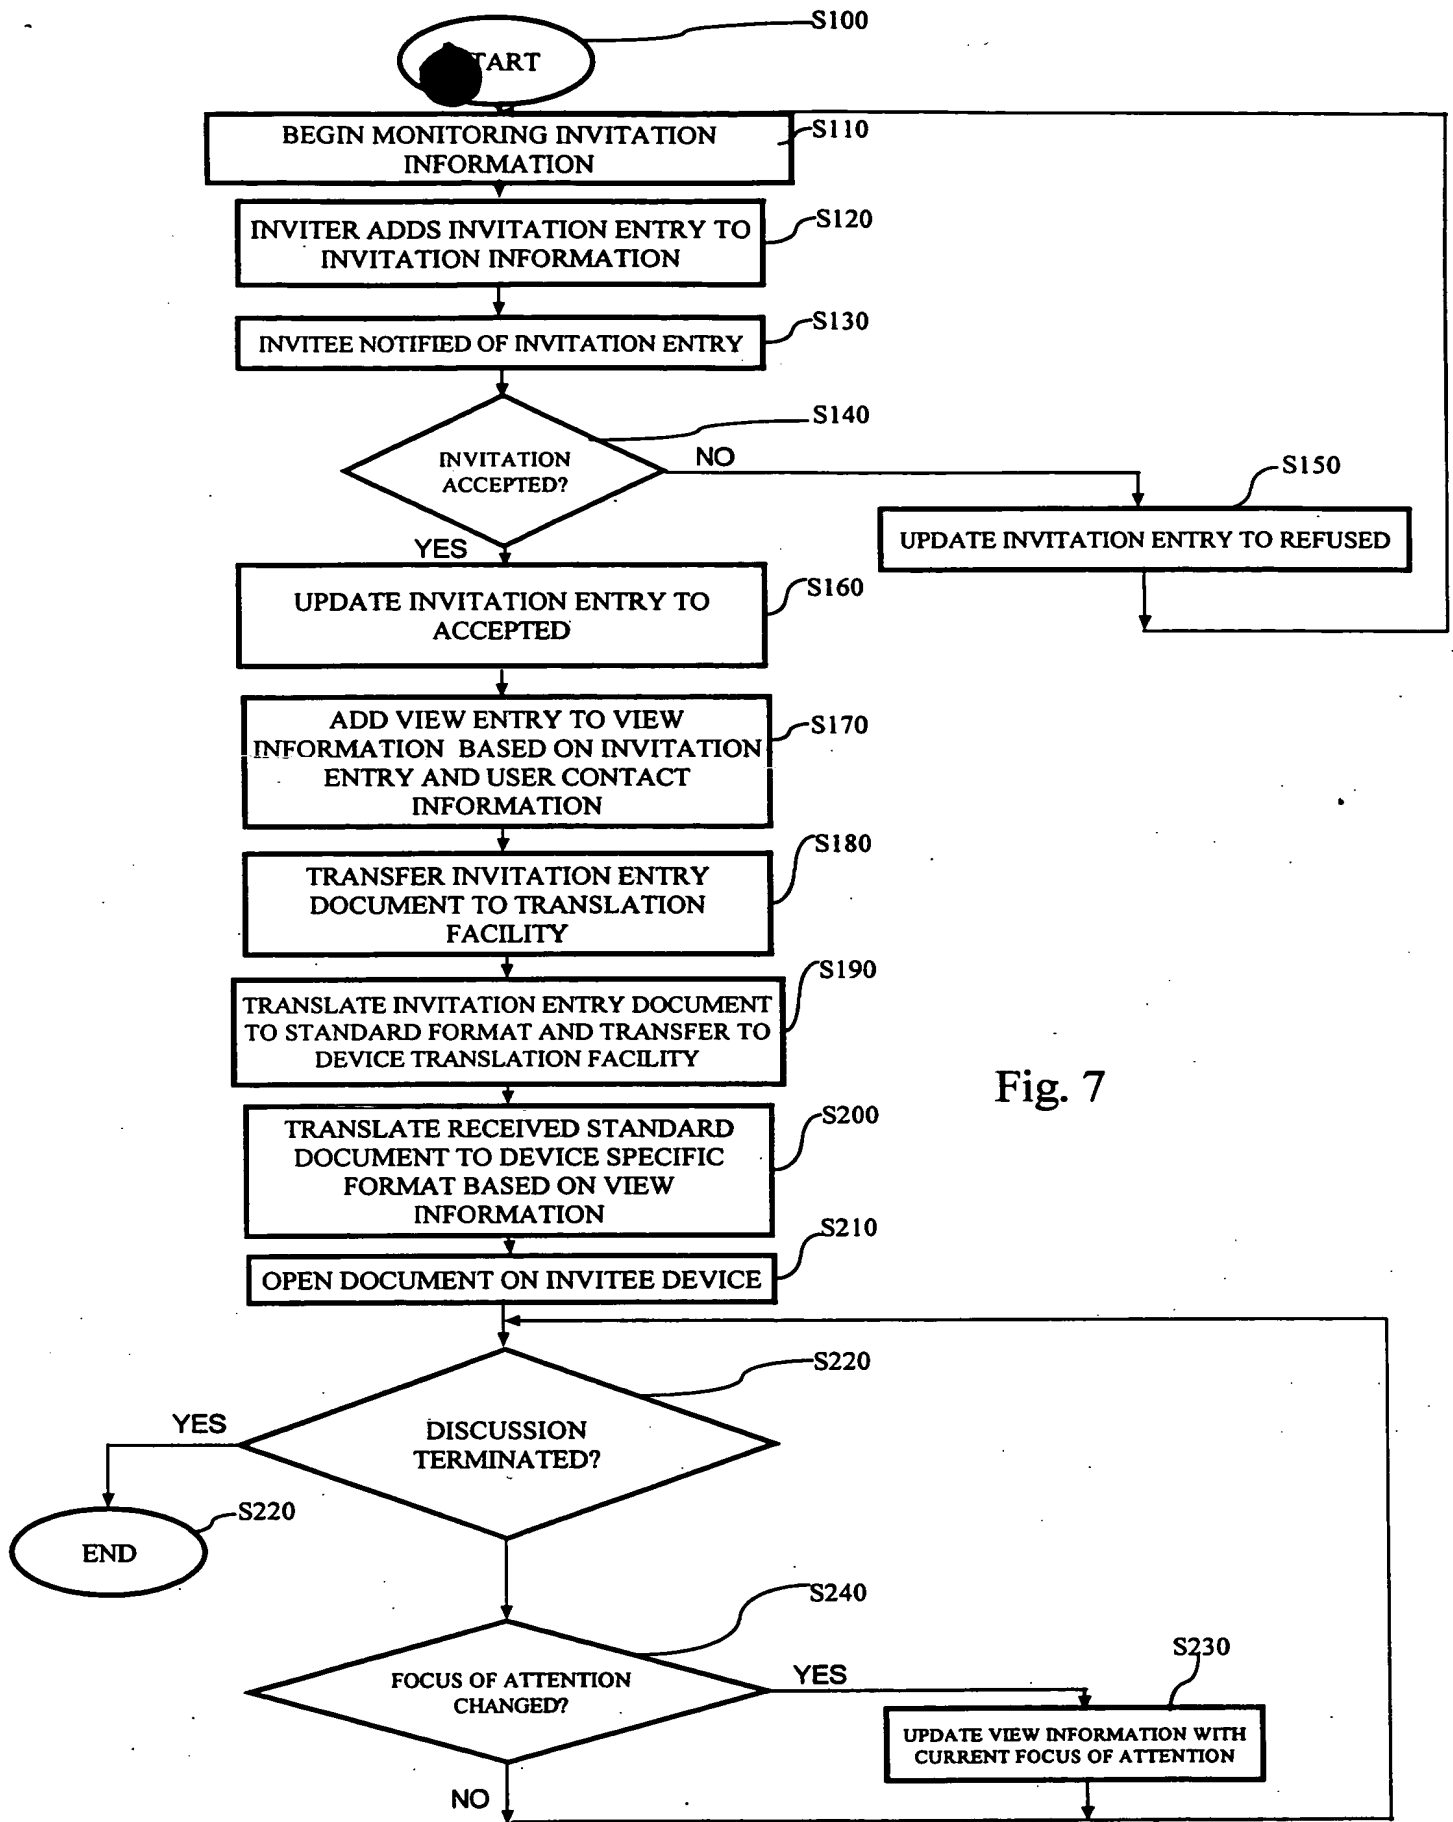 S100
TART
BEGIN MONITORING INVITATION
INFORMATION
S110
INVITER ADDS INVITATION ENTRY TO
INVITATION INFORMATION
S120
INVITEE NOTIFIED OF INVITATION ENTRY
S130
S140
INVITATION
ACCEPTED?
NO
S150
UPDATE INVITATION ENTRY TO REFUSED
YES
UPDATE INVITATION ENTRY TO
ACCEPTED
S160
ADD VIEW ENTRY TO VIEW
INFORMATION BASED ON INVITATION
ENTRY AND USER CONTACT
INFORMATION
S170
TRANSFER INVITATION ENTRY
DOCUMENT TO TRANSLATION
FACILITY
S180
TRANSLATE INVITATION ENTRY DOCUMENT
TO STANDARD FORMAT AND TRANSFER TO
DEVICE TRANSLATION FACILITY
S190
Fig. 7
TRANSLATE RECEIVED STANDARD
DOCUMENT TO DEVICE SPECIFIC
FORMAT BASED ON VIEW
INFORMATION
S200
OPEN DOCUMENT ON INVITEE DEVICE
S210
S220
YES
DISCUSSION
TERMINATED?
S220
END
S240
FOCUS OF ATTENTION
CHANGED?
YES
S230
UPDATE VIEW INFORMATION WITH
CURRENT FOCUS OF ATTENTION
NO